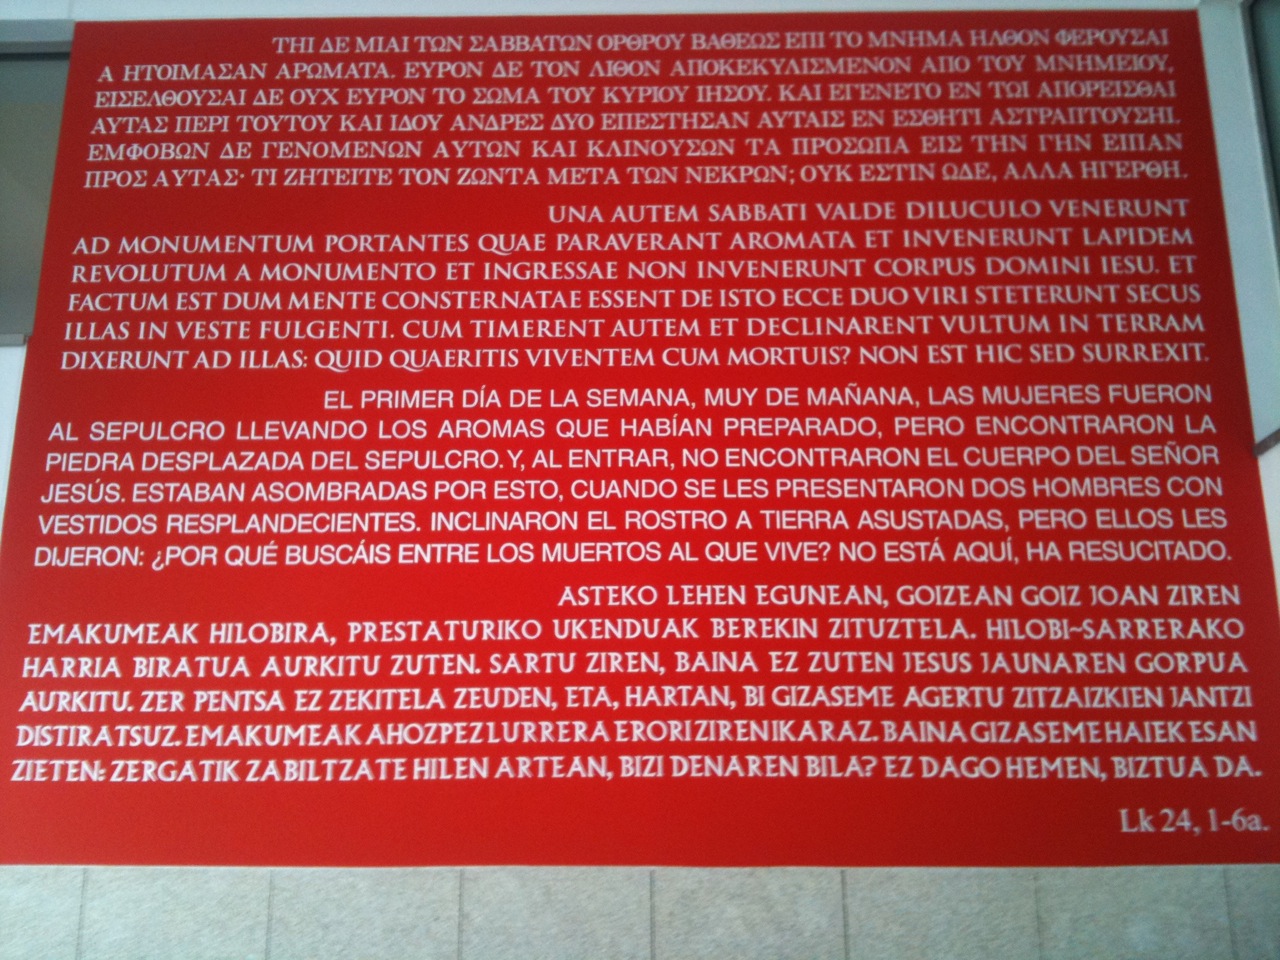 ΤΗΙ ΔΕ ΜΙΑΙ ΤΩΝ ΣΑΒΒΑΤΩΝ ΟΡΘΡΟΥ ΒΑΘΕΩΣ ΕΠΙ ΤΟ ΜΝΗΜΑ ΗΛΘΟΝ ΦΕΡΟΥΣΑΙ
Α ΗΤΟΙΜΑΣΑΝ ΑΡΩΜΑΤΑ. ΕΥΡΟΝ ΔΕ ΤΟΝ ΛΙΘΟΝ ΑΠΟΚΕΚΥΛΙΣΜΕΝΟΝ ΑΠΟ ΤΟΥ ΜΝΗΜΕΙΟΥ,
ΕΙΣΕΛΘΟΥΣΑΙ ΔΕ ΟΥΧ ΕΥΡΟΝ ΤΟ ΣΩΜΑ ΤΟΥ ΚΥΡΙΟΥ ΙΗΣΟΥ. ΚΑΙ ΕΓΕΝΕΤΟ ΕΝ ΤΩΙ ΑΠΟΡΕΙΣΘΑΙ
ΑΥΤΑΣ ΠΕΡΙ ΤΟΥΤΟΥ ΚΑΙ ΙΔΟΥ ΑΝΔΡΕΣ ΔΥΟ ΕΠΕΣΤΗΣΑΝ ΑΥΤΑΙΣ ΕΝ ΕΣΘΗΤΙ ΑΣΤΡΑΠΤΟΥΣΗΙ.
ΕΜΦΟΒΩΝ ΔΕ ΓΕΝΟΜΕΝΩΝ ΑΥΤΩΝ ΚΑΙ ΚΛΙΝΟΥΣΩΝ ΤΑ ΠΡΟΣΩΠΑ ΕΙΣ ΤΗΝ ΓΗΝ ΕΙΠΑΝ
ΠΡΟΣ ΑΥΤΑΣ· ΤΙ ΖΗΤΕΙΤΕ ΤΟΝ ΖΩΝΤΑ ΜΕΤΑ ΤΩΝ ΝΕΚΡΩΝ; ΟΥΚ ΕΣΤΙΝ ΩΔΕ, ΑΛΛΑ ΗΓΕΡΘΗ.
UNA AUTEM SABBATI VALDE DILUCULO VENERUNT
AD MONUMENTUM PORTANTES QUAE PARAVERANT AROMATA ET INVENERUNT LAPIDEM
REVOLUTUM A MONUMENTO ET INGRESSAE NON INVENERUNT CORPUS DOMINI IESU. ET
FACTUM EST DUM MENTE CONSTERNATAE ESSENT DE ISTO ECCE DUO VIRI STETERUNT SECUS
ILLAS IN VESTE FULGENTI. CUM TIMERENT AUTEM ET DECLINARENT VULTUM IN TERRAM
DIXERUNT AD ILLAS: QUID QUAERITIS VIVENTEM CUM MORTUIS? NON EST HIC SED SURREXIT.
EL PRIMER DÍA DE LA SEMANA, MUY DE MAÑANA, LAS MUJERES FUERON
AL SEPULCRO LLEVANDO LOS AROMAS QUE HABÍAN PREPARADO, PERO ENCONTRARON LA
PIEDRA DESPLAZADA DEL SEPULCRO. Y, AL ENTRAR, NO ENCONTRARON EL CUERPO DEL SEÑOR
JESÚS. ESTABAN ASOMBRADAS POR ESTO, CUANDO SE LES PRESENTARON DOS HOMBRES CON
VESTIDOS RESPLANDECIENTES. INCLINARON EL ROSTRO A TIERRA ASUSTADAS, PERO ELLOS LES
DIJERON: ¿POR QUÉ BUSCÁIS ENTRE LOS MUERTOS AL QUE VIVE? NO ESTÁ AQUÍ, HA RESUCITADO.
ASTEKO LEHEN EGUNEAN, GOIZEAN GOIZ JOAN ZIREN
EMAKUMEAK HILOBIRA, PRESTATURIKO UKENDUAK BEREKIN ZITUZTELA. HILOBI~SARRERAKO
HARRIA BIRATUA AURKITU ZUTEN. SARTU ZIREN, BAINA EZ ZUTEN JESUS JAUNAREN GORPUA
AURKITU. ZER PENTSA EZ ZEKITELA ZEUDEN, ETA, HARTAN, BI GIZASEME AGERTU ZITZAIZKIEN JANTZI
DISTIRATSUZ. EMAKUMEAK AHOZPEZ LURRERA ERORI ZIREN IKARAZ. BAINA GIZASEME HAIEK ESAN
ZIETEN: ZERGATIK ZABILTZATE HILEN ARTEAN, BIZI DENAREN BILA? EZ DAGO HEMEN, BIZTUA DA.
Lk 24, 1-6a.